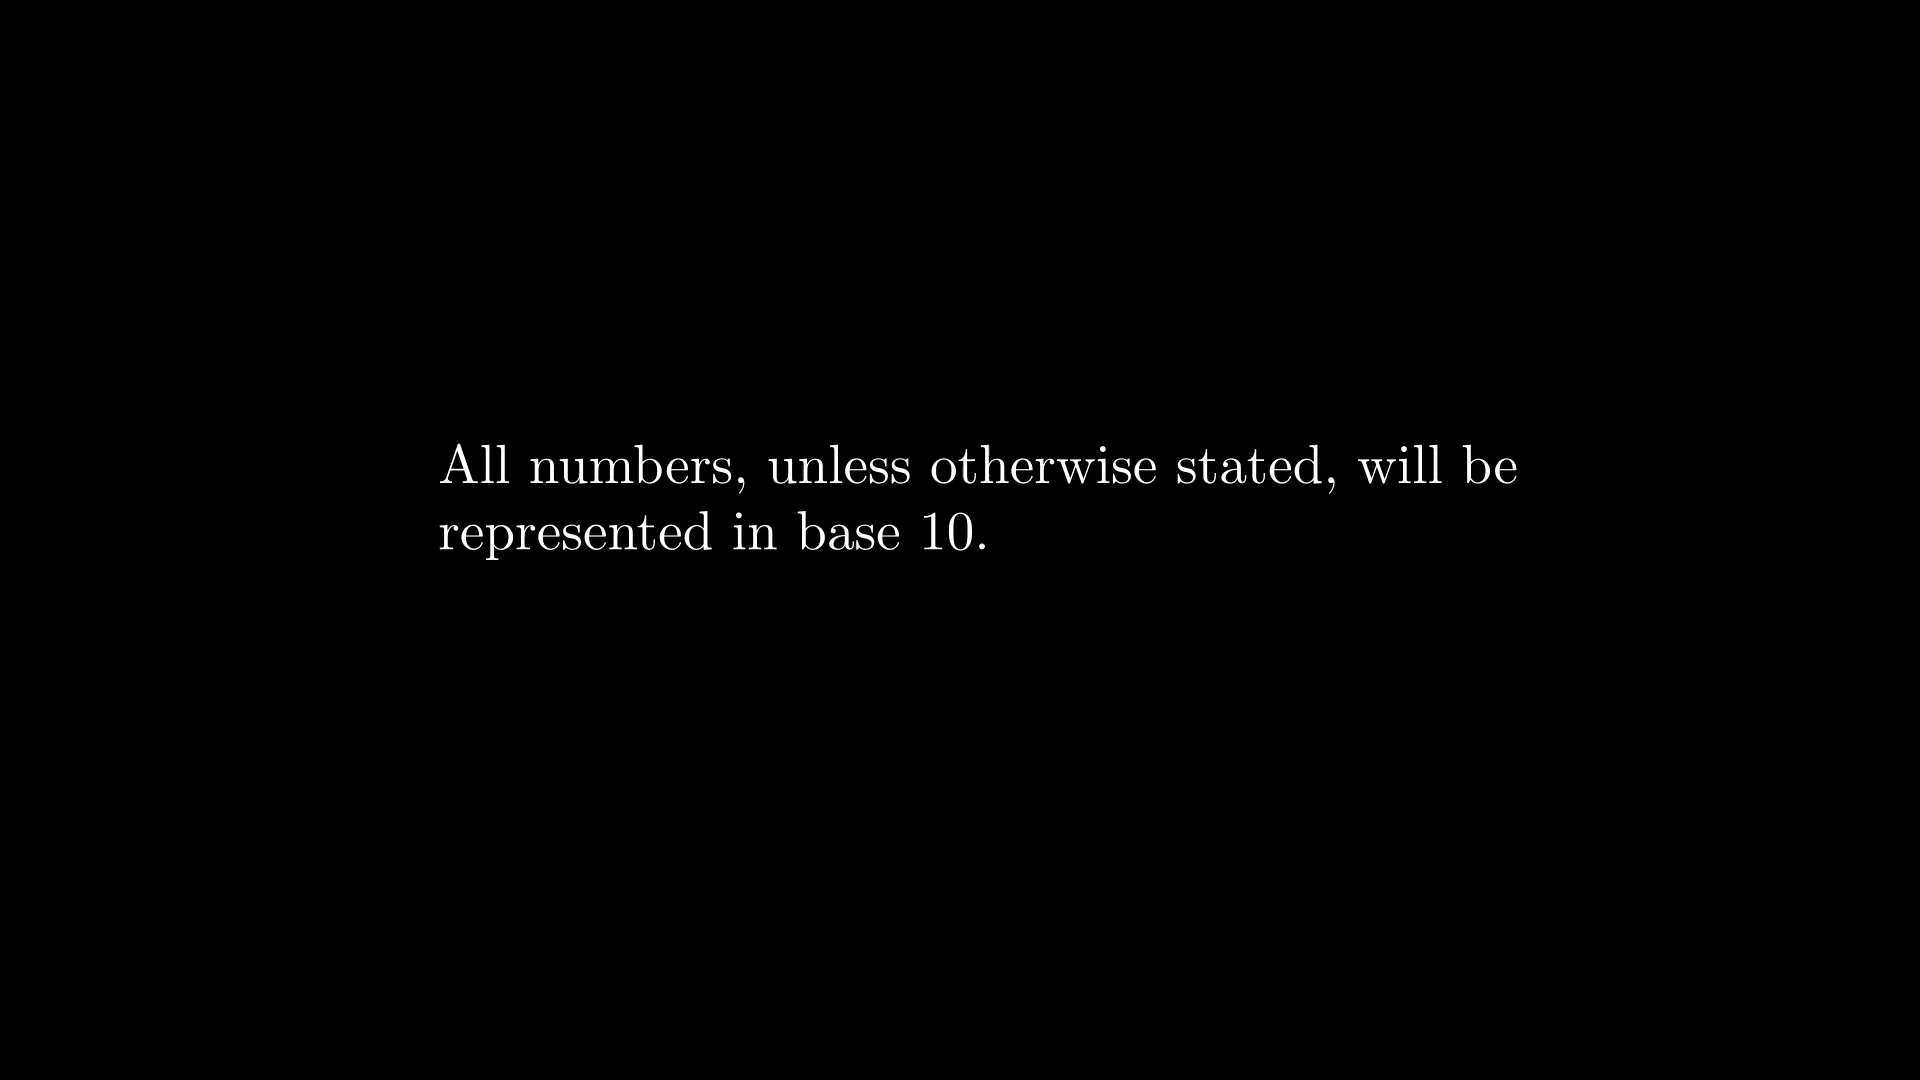 All numbers, unless otherwise stated, will be
represented in base 10.